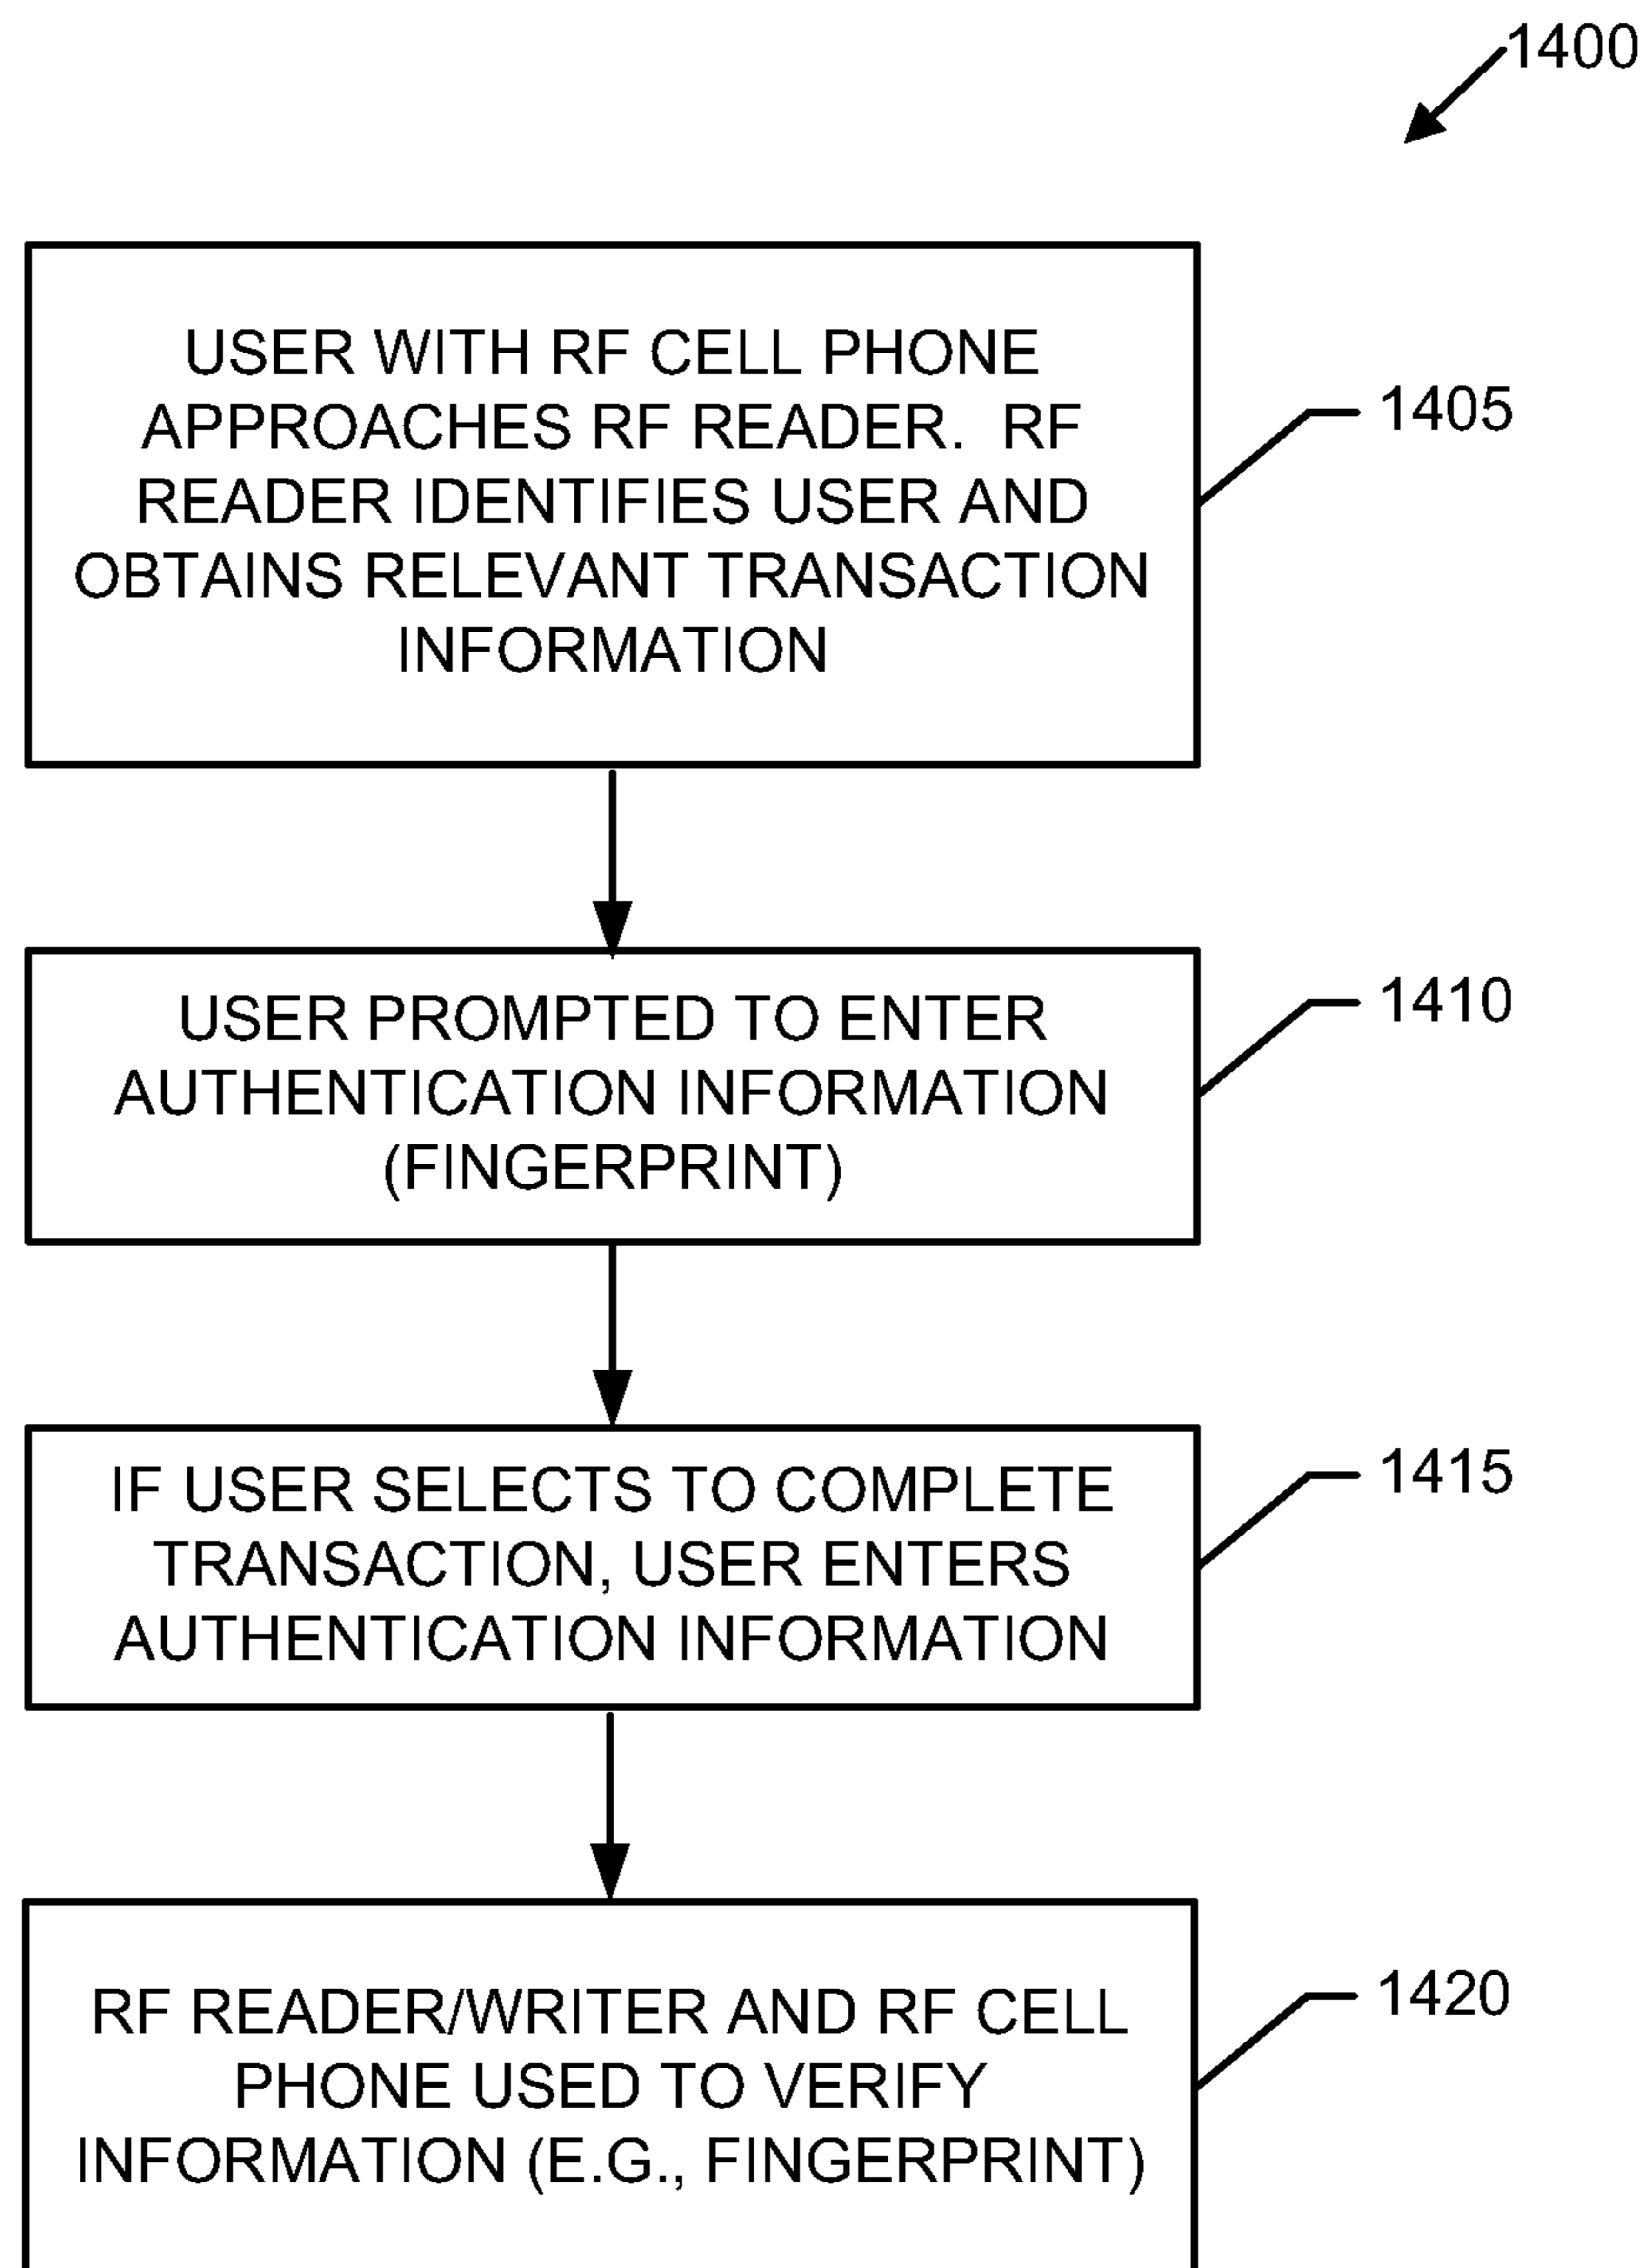 1400
USER WITH RF CELL PHONE
APPROACHES RF READER.  RF
READER IDENTIFIES USER AND
OBTAINS RELEVANT TRANSACTION
INFORMATION
1405
USER PROMPTED TO ENTER
AUTHENTICATION INFORMATION
(FINGERPRINT)
1410
IF USER SELECTS TO COMPLETE
TRANSACTION, USER ENTERS
AUTHENTICATION INFORMATION
1415
RF READER/WRITER AND RF CELL
PHONE USED TO VERIFY
INFORMATION (E.G., FINGERPRINT)
1420